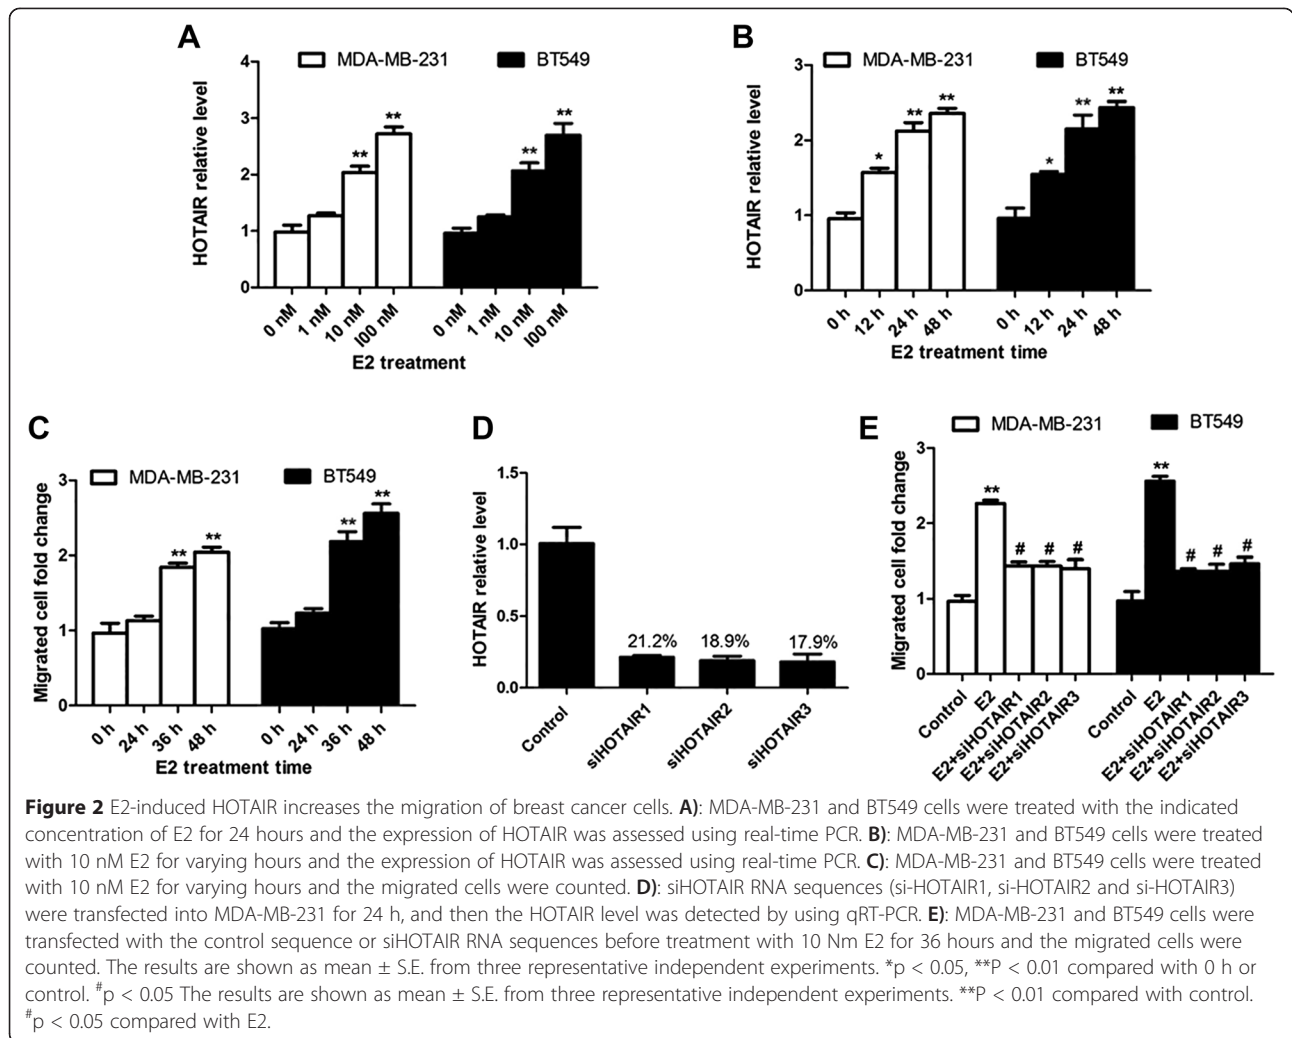 A
MDA-MB-231
BT549
HOTAIR relative level
4
3
2
1
0
**
**
**
**
0 nM
1 nM
10 nM
I00 nM
0 nM
1 nM
10 nM
I00 nM
E2 treatment
B
MDA-MB-231
BT549
HOTAIR relative level
3
2
1
0
*
**
**
*
**
**
0 h
12 h
24 h
48 h
0 h
12 h
24 h
48 h
E2 treatment time
C
MDA-MB-231
BT549
Migrated cell fold change
3
2
1
0
**
**
**
**
0 h
24 h
36 h
48 h
0 h
24 h
36 h
48 h
E2 treatment time
D
HOTAIR relative level
1.5
1.0
0.5
0.0
21.2%
18.9%
17.9%
Control
siHOTAIR1
siHOTAIR2
siHOTAIR3
E
MDA-MB-231
BT549
Migrated cell fold change
3
2
1
0
**
#
#
#
**
#
#
#
Control
E2
E2+siHOTAIR1
E2+siHOTAIR2
E2+siHOTAIR3
Control
E2
E2+siHOTAIR1
E2+siHOTAIR2
E2+siHOTAIR3
Figure 2 E2-induced HOTAIR increases the migration of breast cancer cells. A): MDA-MB-231 and BT549 cells were treated with the indicated
concentration of E2 for 24 hours and the expression of HOTAIR was assessed using real-time PCR. B): MDA-MB-231 and BT549 cells were treated
with 10 nM E2 for varying hours and the expression of HOTAIR was assessed using real-time PCR. C): MDA-MB-231 and BT549 cells were treated
with 10 nM E2 for varying hours and the migrated cells were counted. D): siHOTAIR RNA sequences (si-HOTAIR1, si-HOTAIR2 and si-HOTAIR3)
were transfected into MDA-MB-231 for 24 h, and then the HOTAIR level was detected by using qRT-PCR. E): MDA-MB-231 and BT549 cells were
transfected with the control sequence or siHOTAIR RNA sequences before treatment with 10 Nm E2 for 36 hours and the migrated cells were
counted. The results are shown as mean ± S.E. from three representative independent experiments. *p < 0.05, **P < 0.01 compared with 0 h or
control. #p < 0.05 The results are shown as mean ± S.E. from three representative independent experiments. **P < 0.01 compared with control.
#p < 0.05 compared with E2.